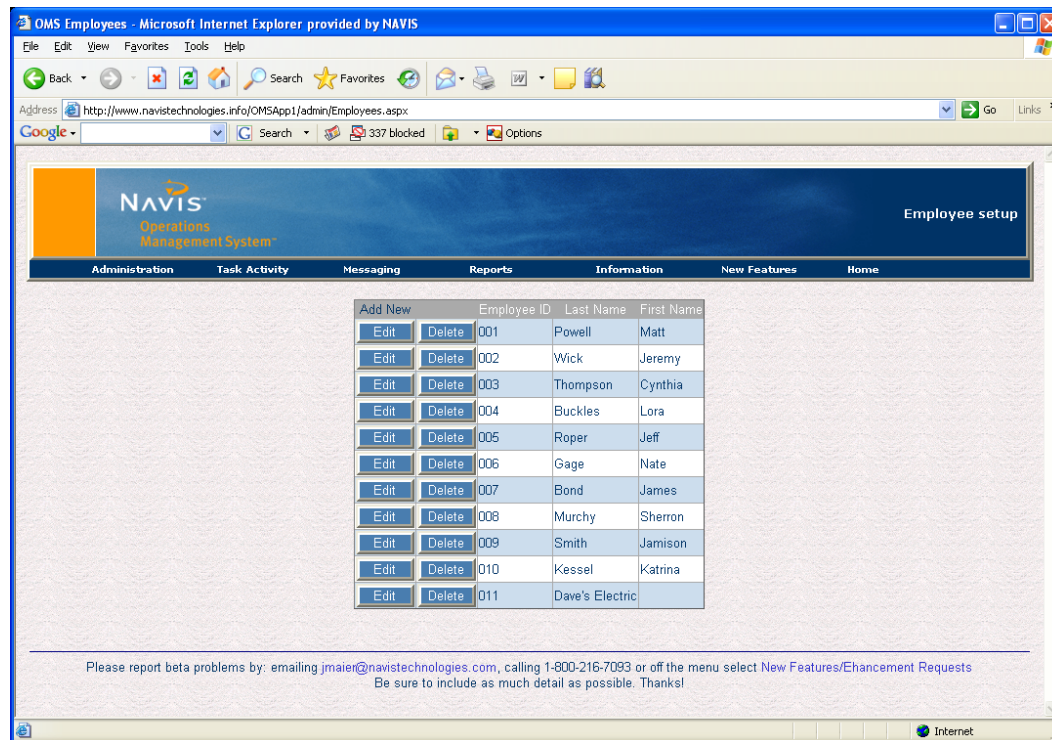 OMS Employees - Microsoft Internet Explorer provided by NAVIS
File Edit View Favorites Tools Help
Back Search Favorites
Address http://www.navistechnologies.info/OMSApp1/admin/Employees.aspx Go Links
Google Search 337 blocked Options
NAVIS
Operations
Management System™
Employee setup
Administration Task Activity Messaging Reports Information New Features Home
Add New Employee ID Last Name First Name
Edit Delete 001 Powell Matt
Edit Delete 002 Wick Jeremy
Edit Delete 003 Thompson Cynthia
Edit Delete 004 Buckles Lora
Edit Delete 005 Roper Jeff
Edit Delete 006 Gage Nate
Edit Delete 007 Bond James
Edit Delete 008 Murchy Sherron
Edit Delete 009 Smith Jamison
Edit Delete 010 Kessel Katrina
Edit Delete 011 Dave's Electric
Please report beta problems by: emailing jmaier@navistechnologies.com, calling 1-800-216-7093 or off the menu select New Features/Ehancement Requests
Be sure to include as much detail as possible. Thanks!
Internet